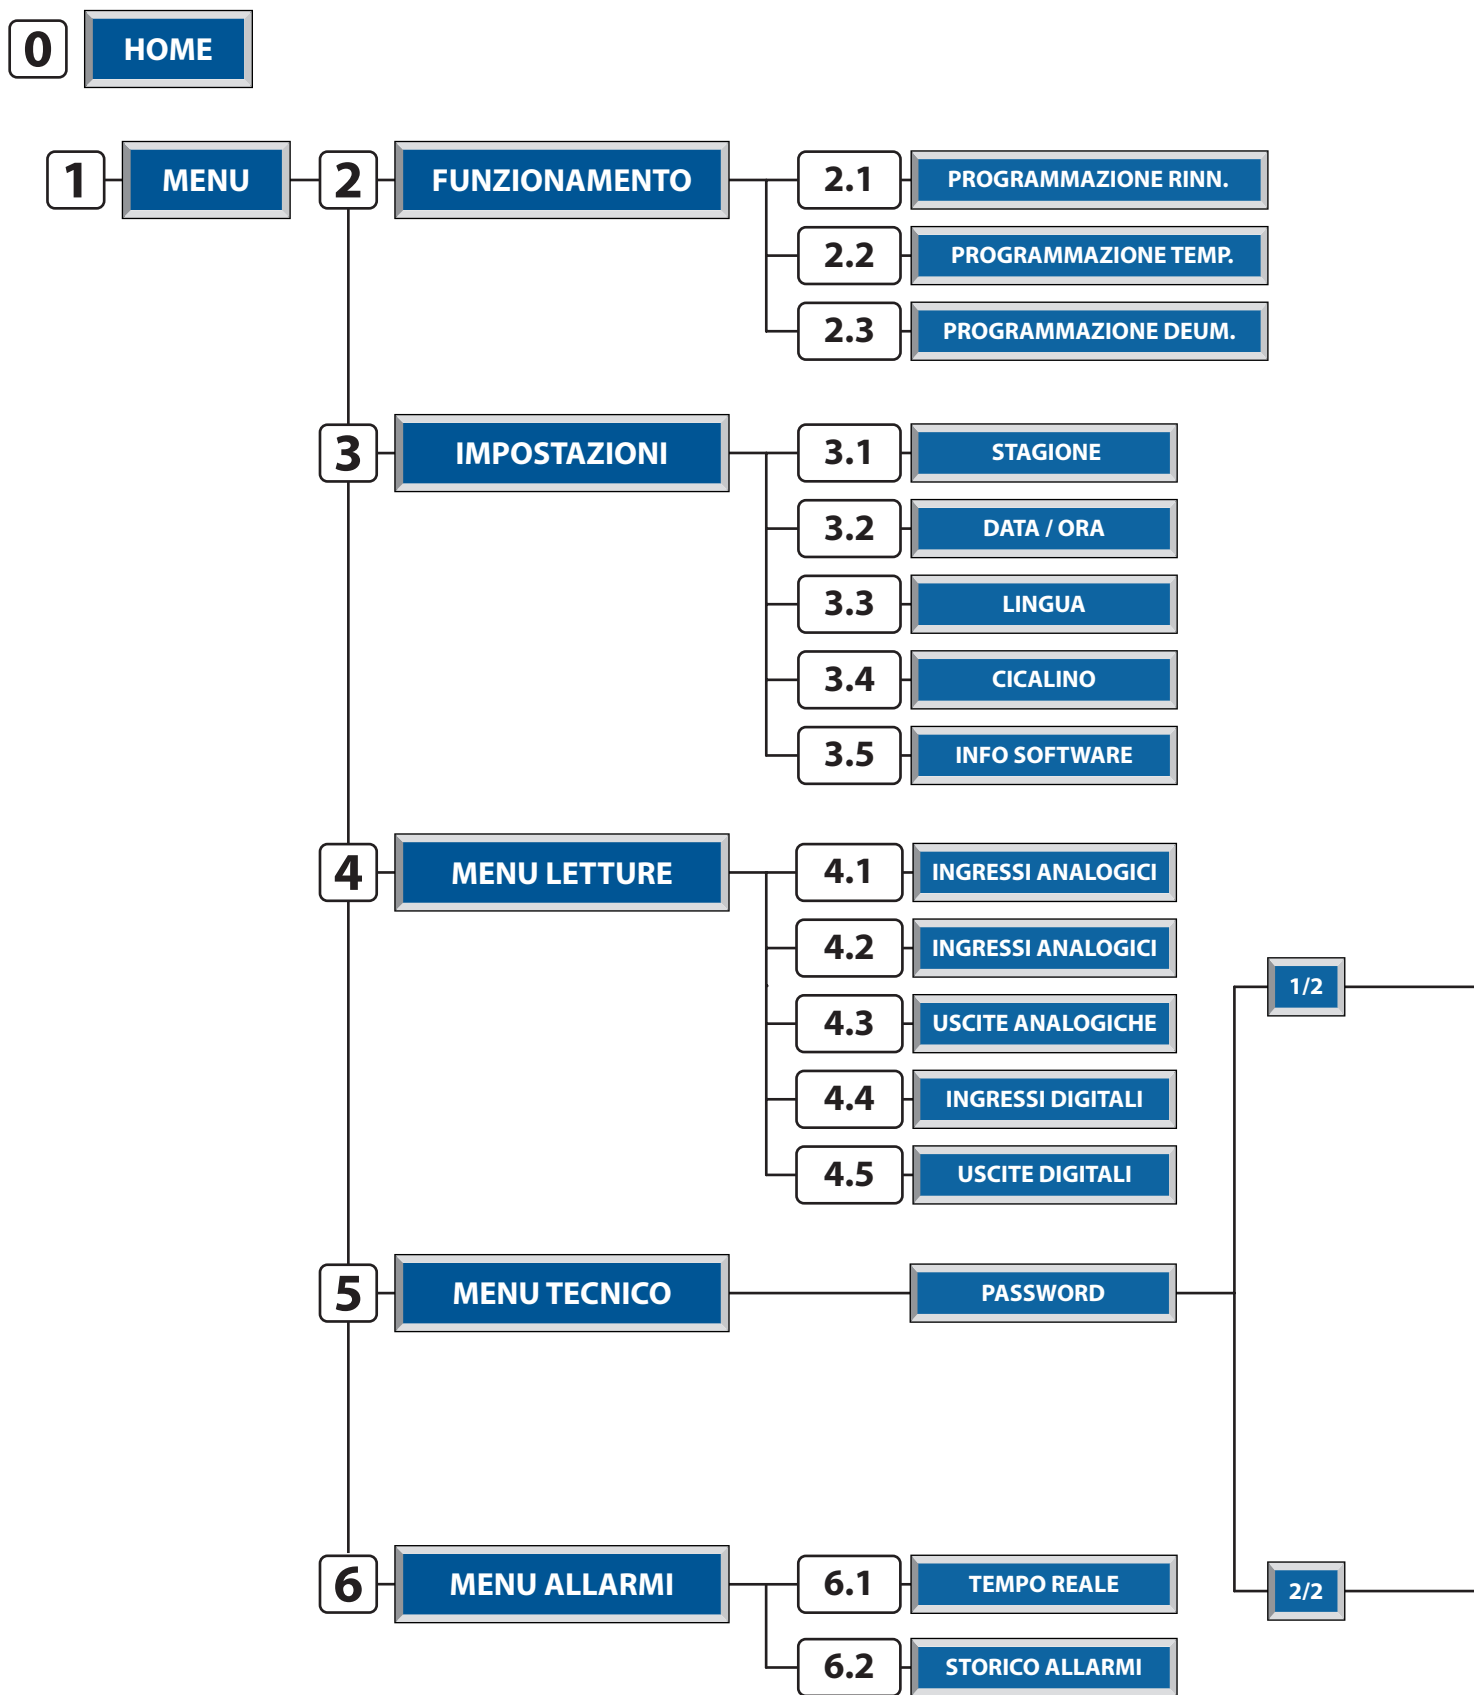 0 HOME
1 MENU 2 FUNZIONAMENTO 2.1 PROGRAMMAZIONE RINN.
2.2 PROGRAMMAZIONE TEMP.
2.3 PROGRAMMAZIONE DEUM.
3 IMPOSTAZIONI 3.1 STAGIONE
3.2 DATA / ORA
3.3 LINGUA
3.4 CICALINO
3.5 INFO SOFTWARE
4 MENU LETTURE 4.1 INGRESSI ANALOGICI
4.2 INGRESSI ANALOGICI
1/2
4.3 USCITE ANALOGICHE
4.4 INGRESSI DIGITALI
4.5 USCITE DIGITALI
5 MENU TECNICO PASSWORD
6 MENU ALLARMI 6.1 TEMPO REALE
2/2
6.2 STORICO ALLARMI